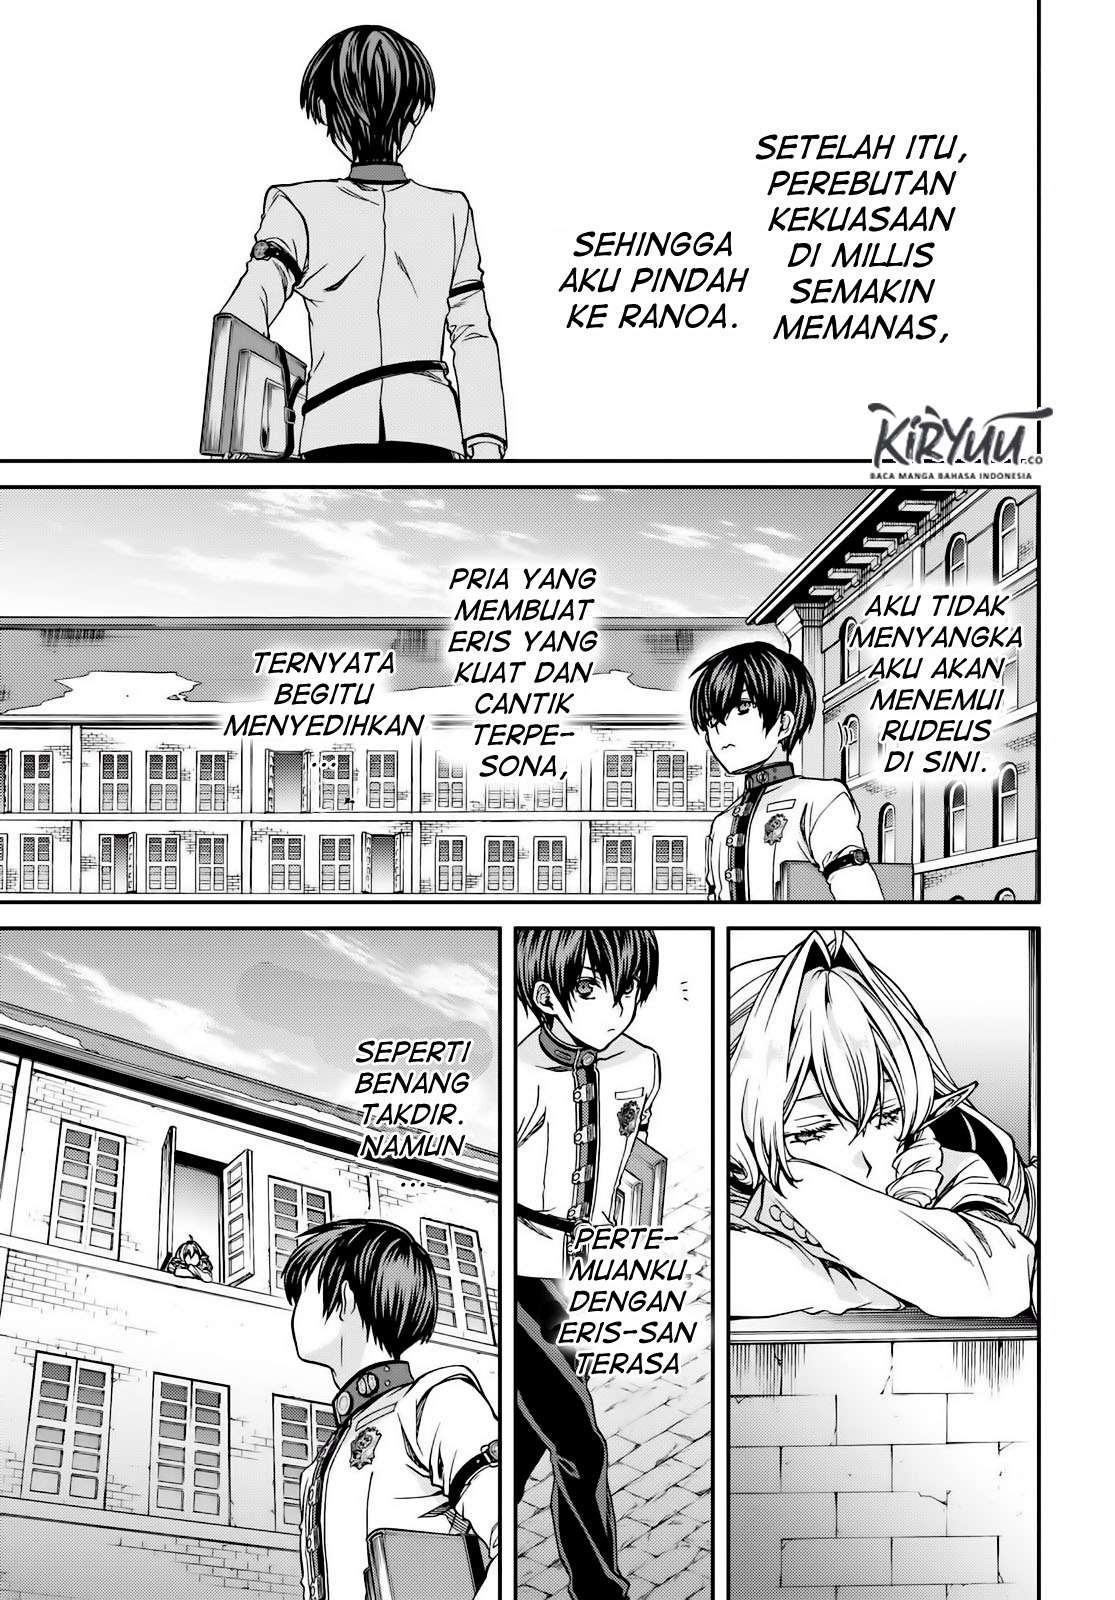 SETELAH ITU,
PEREBUTAN
KEKUASAAN
DI MILLIS
SEMAKIN
MEMANAS,
SEHINGGA
AKU PINDAH
KE RANOA.
KiRYUU.CO
BACA MANGA BAHASA INDONESIA
AKU TIDAK
MENYANGKA
AKU AKAN
MENEMUI
RUDEUS
DI SINI.
PRIA YANG
MEMBUAT
ERIS YANG
KUAT DAN
CANTIK
TERPE-
SONA,
TERNYATA
BEGITU
MENYEDIHKAN
...
PERTE-
MUANKU
DENGAN
ERIS-SAN
TERASA
SEPERTI
BENANG
TAKDIR.
NAMUN
...